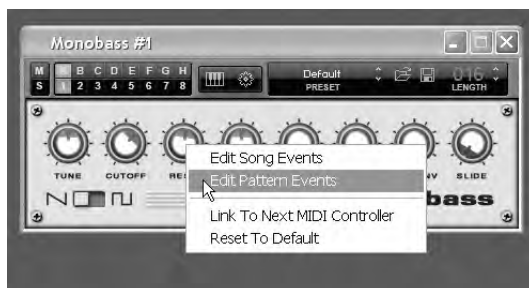 Monobass #1
M A B C D E F G H
S 1 2 3 4 5 6 7 8
Default
PRESET
016
LENGTH
TUNE CUTOFF RES NV SLIDE
Edit Song Events
Edit Pattern Events
Link To Next MIDI Controller
Reset To Default
bass